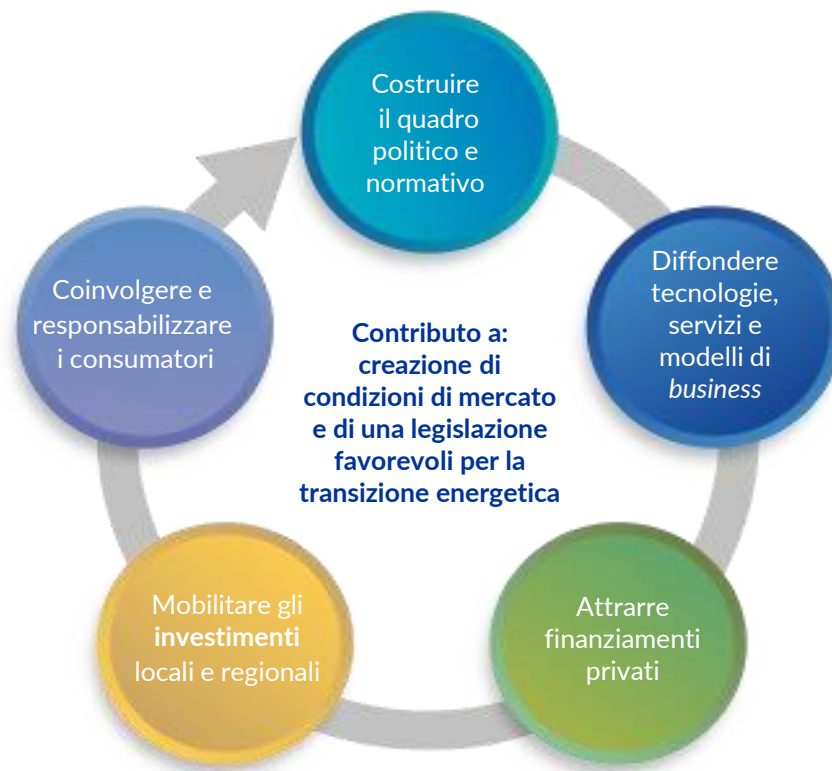 Costruire
il quadro
politico e
normativo
Diffondere
tecnologie,
servizi e
modelli di
business
Attrarre
finanziamenti
privati
Mobilitare gli
investimenti
locali e regionali
Coinvolgere e
responsabilizzare
i consumatori
Contributo a:
creazione di
condizioni di mercato
e di una legislazione
favorevoli per la
transizione energetica